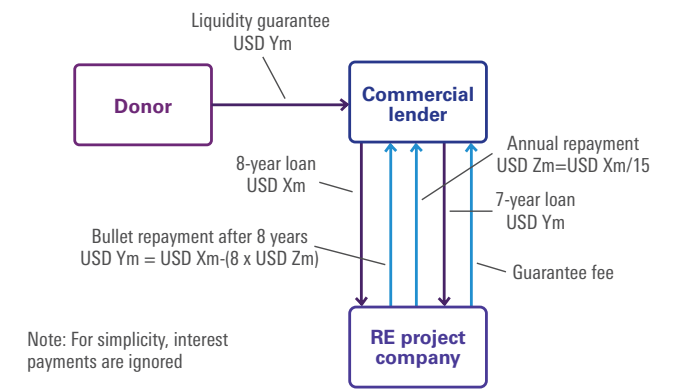 Liquidity guarantee
USD Ym
Donor
Commercial
lender
8-year loan
USD Xm
Annual repayment
USD Zm=USD Xm/15
7-year loan
USD Ym
Bullet repayment after 8 years
USD Ym = USD Xm-(8 x USD Zm)
Guarantee fee
RE project
company
Note: For simplicity, interest
payments are ignored